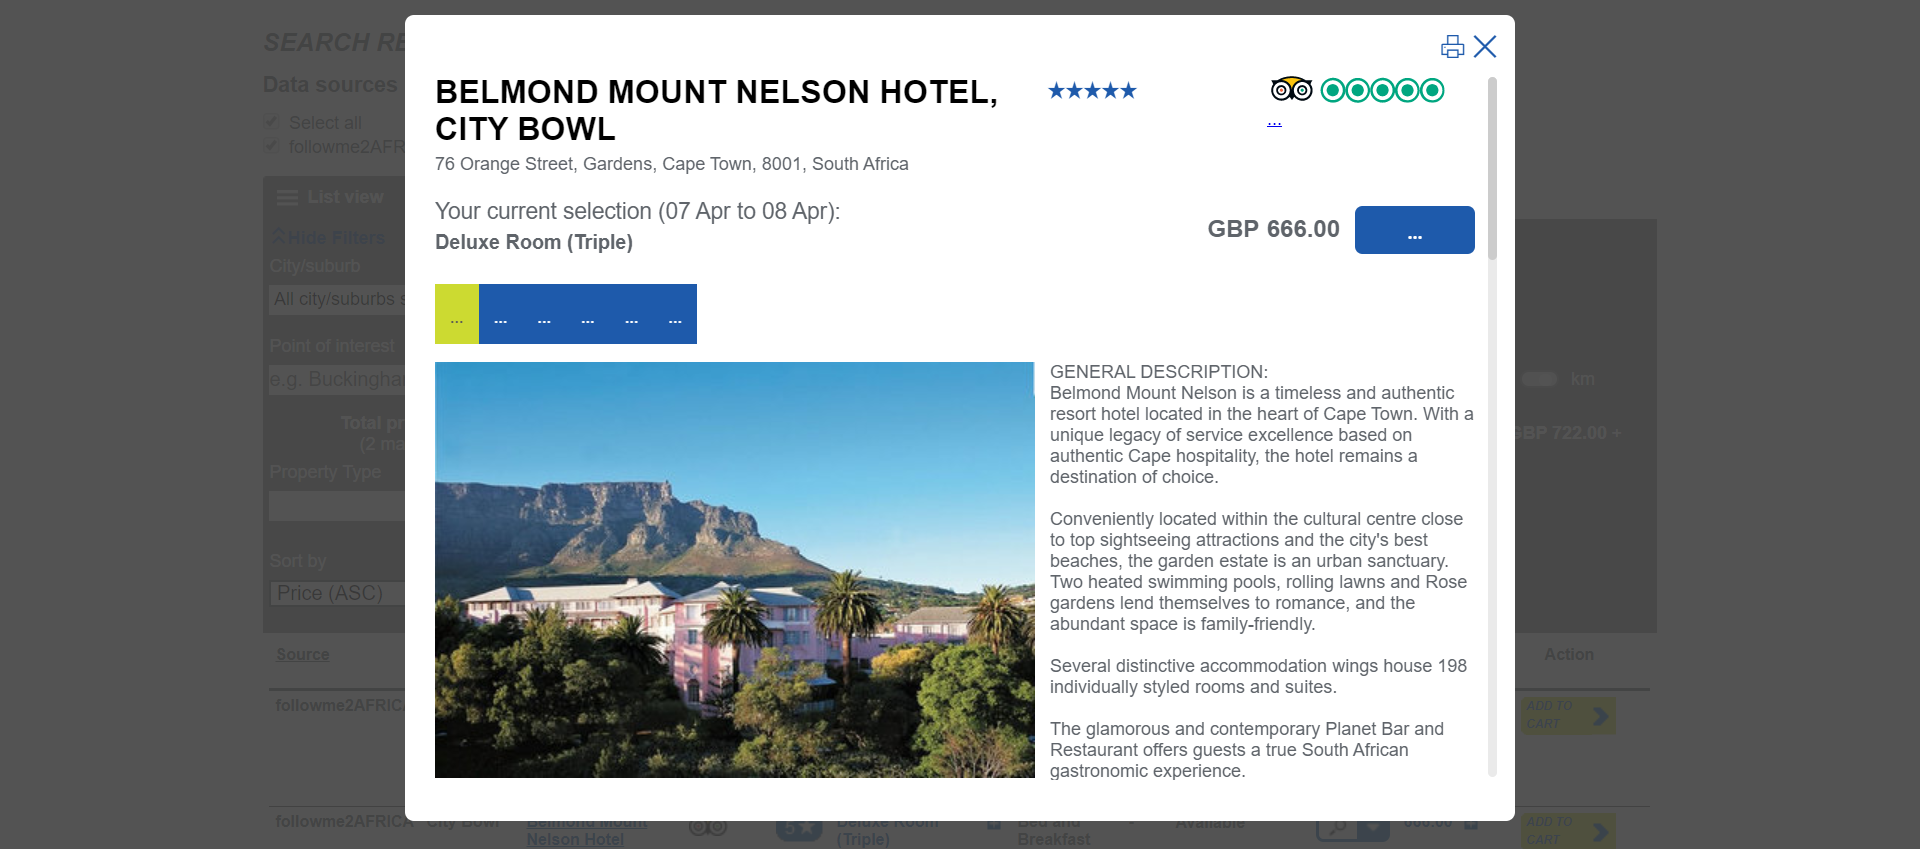 SEARCH RE
Data sources
Select all
followme2AFR
List view
Hide Filters
City/suburb
All city/suburbs s
Point of interest
e.g. Buckingha
Total pr
(2 ma
Property Type
Sort by
Price (ASC)
Source
followme2AFRICA
BELMOND MOUNT NELSON HOTEL,
CITY BOWL
...
76 Orange Street, Gardens, Cape Town, 8001, South Africa
Your current selection (07 Apr to 08 Apr):
Deluxe Room (Triple)
GBP 666.00
...
... ... ... ... ... ...
GENERAL DESCRIPTION:
Belmond Mount Nelson is a timeless and authentic
resort hotel located in the heart of Cape Town. With a
unique legacy of service excellence based on
authentic Cape hospitality, the hotel remains a
destination of choice.
Conveniently located within the cultural centre close
to top sightseeing attractions and the city's best
beaches, the garden estate is an urban sanctuary.
Two heated swimming pools, rolling lawns and Rose
gardens lend themselves to romance, and the
abundant space is family-friendly.
Several distinctive accommodation wings house 198
individually styled rooms and suites.
The glamorous and contemporary Planet Bar and
Restaurant offers guests a true South African
gastronomic experience.
km
GBP 722.00 +
Action
ADD TO
CART
followme2AFRICA City Bowl Belmond Mount
Nelson Hotel
5
Deluxe Room
(Triple)
Bed and
Breakfast
-
Available
666.00
ADD TO
CART